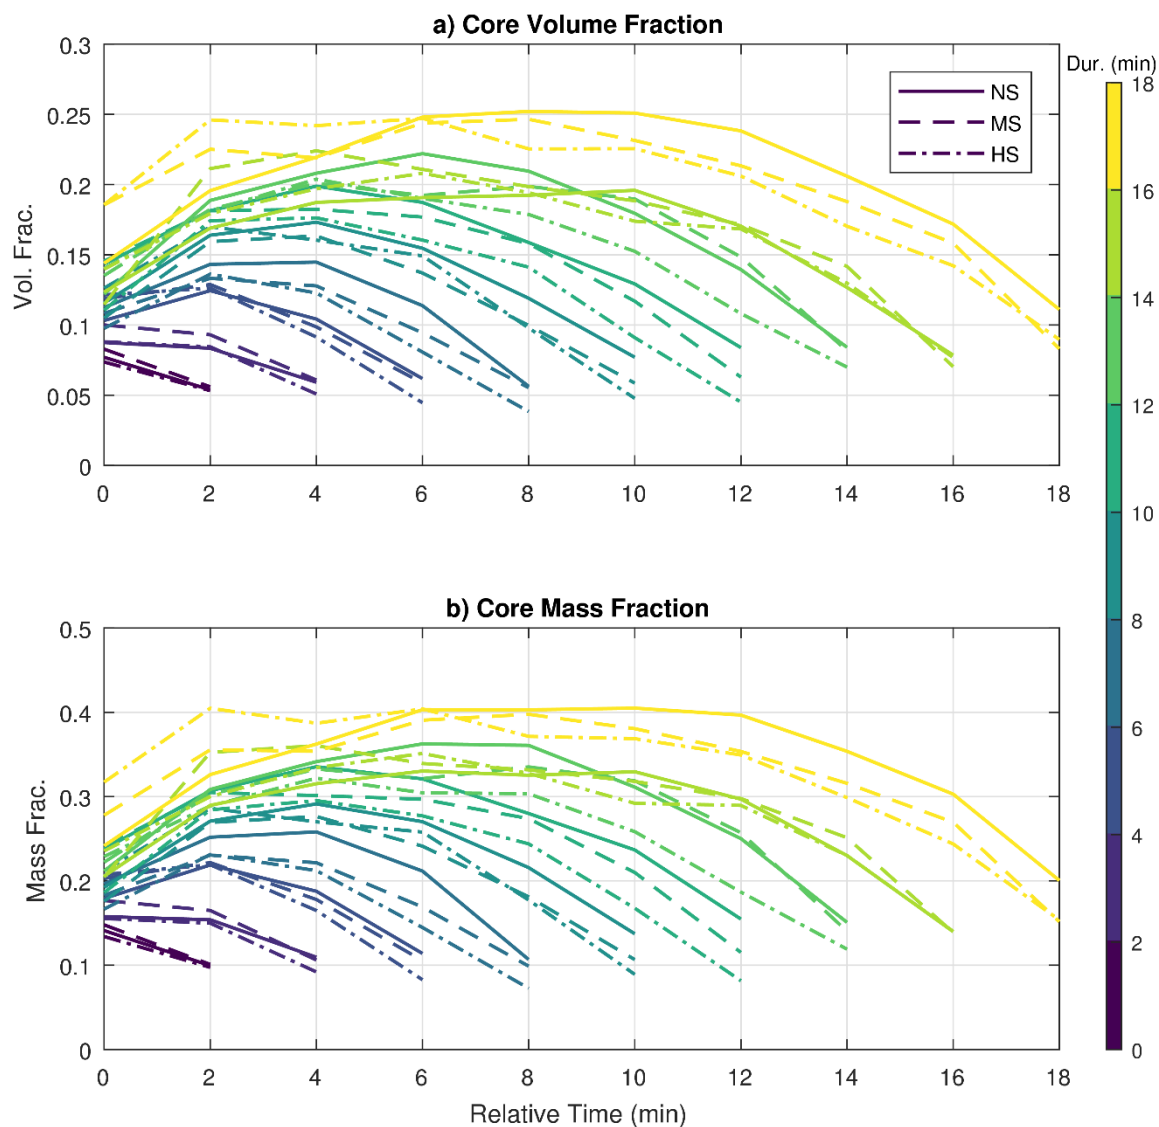 a) Core Volume Fraction
Vol. Frac.
0.3
0.25
0.2
0.15
0.1
0.05
0
0 2 4 6 8 10 12 14 16 18
NS
MS
HS
Dur. (min)
18
16
14
12
10
8
6
4
2
0
b) Core Mass Fraction
Mass Frac.
0.5
0.4
0.3
0.2
0.1
0
0 2 4 6 8 10 12 14 16 18
Relative Time (min)